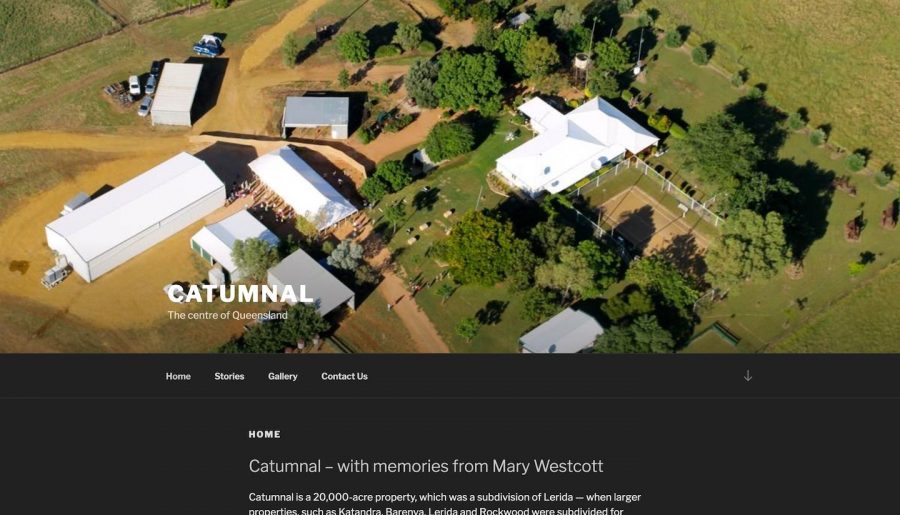 CATUMNAL
The centre of Queensland
Home Stories Gallery Contact Us
HOME
Catumnal – with memories from Mary Westcott
Catumnal is a 20,000-acre property, which was a subdivision of Lerida — when larger
properties, such as Katandra, Barenya, Lerida and Rockwood were subdivided for